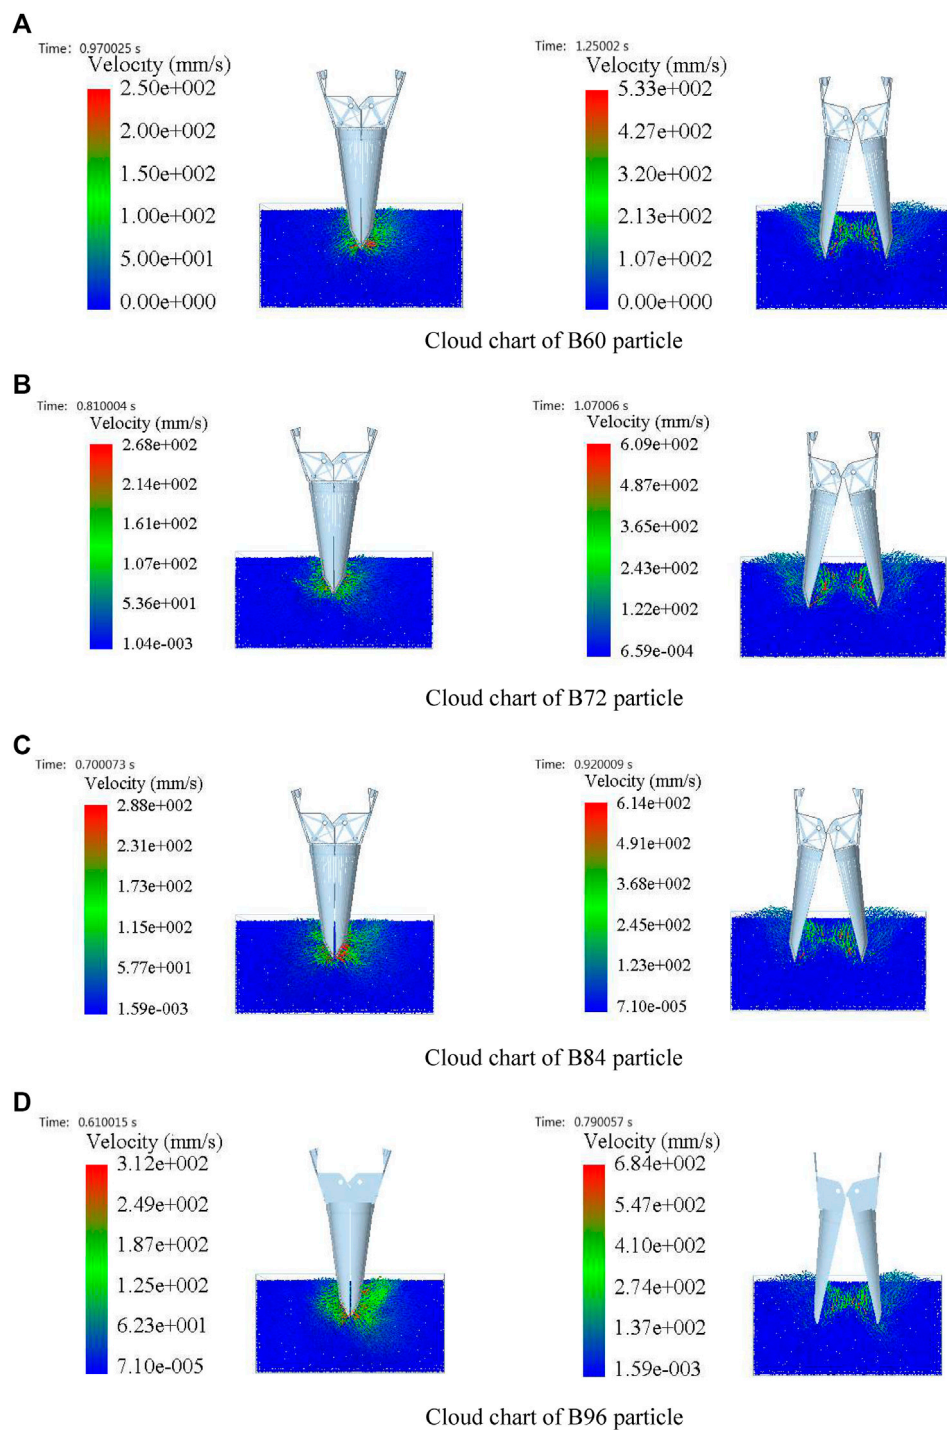 A
Time: 0.970025 s
Velocity (mm/s)
2.50e+002
2.00e+002
1.50e+002
1.00e+002
5.00e+001
0.00e+000
Time: 1.25002 s
Velocity (mm/s)
5.33e+002
4.27e+002
3.20e+002
2.13e+002
1.07e+002
0.00e+000
Cloud chart of B60 particle
B
Time: 0.810004 s
Velocity (mm/s)
2.68e+002
2.14e+002
1.61e+002
1.07e+002
5.36e+001
1.04e-003
Time: 1.07006 s
Velocity (mm/s)
6.09e+002
4.87e+002
3.65e+002
2.43e+002
1.22e+002
6.59e-004
Cloud chart of B72 particle
C
Time: 0.700073 s
Velocity (mm/s)
2.88e+002
2.31e+002
1.73e+002
1.15e+002
5.77e+001
1.59e-003
Time: 0.920009 s
Velocity (mm/s)
6.14e+002
4.91e+002
3.68e+002
2.45e+002
1.23e+002
7.10e-005
Cloud chart of B84 particle
D
Time: 0.610015 s
Velocity (mm/s)
3.12e+002
2.49e+002
1.87e+002
1.25e+002
6.23e+001
7.10e-005
Time: 0.790057 s
Velocity (mm/s)
6.84e+002
5.47e+002
4.10e+002
2.74e+002
1.37e+002
1.59e-003
Cloud chart of B96 particle